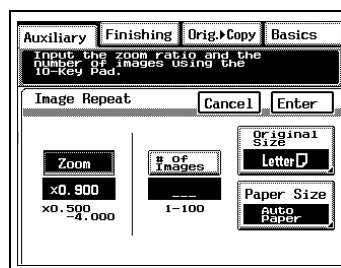 Auxiliary Finishing Orig.▸Copy Basics
Input the zoom ratio and the
number of images using the
10-Key Pad.
Image Repeat Cancel Enter
Original
Size
Zoom # of
Images Letter
×0.900 ___ Paper Size
×0.500
-4.000 1-100 Auto
Paper